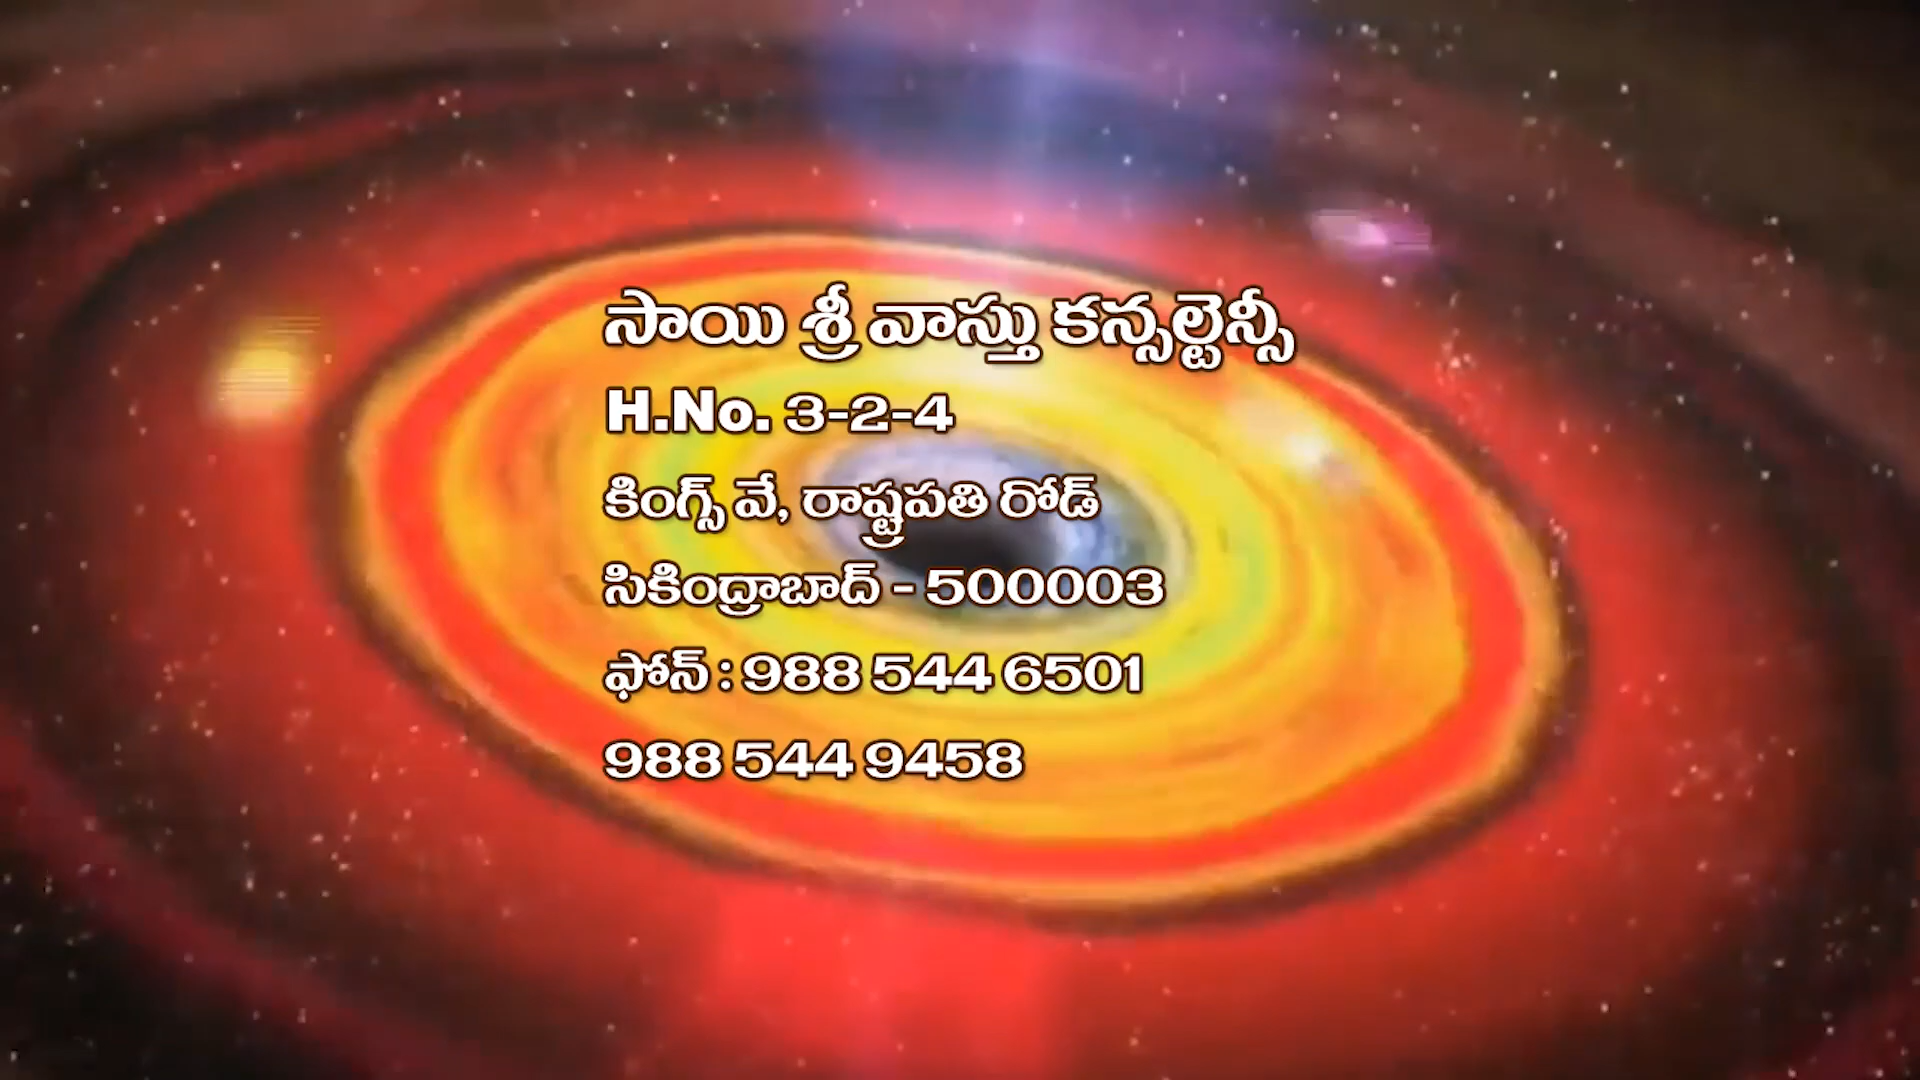 సాయి శ్రీ వాస్తు కన్సల్టెన్సీ
H.No. 3-2-4
కింగ్స్ వే, రాష్ట్రపతి రోడ్
సికింద్రాబాద్ - 500003
ఫోన్ : 988 544 6501
988 544 9458